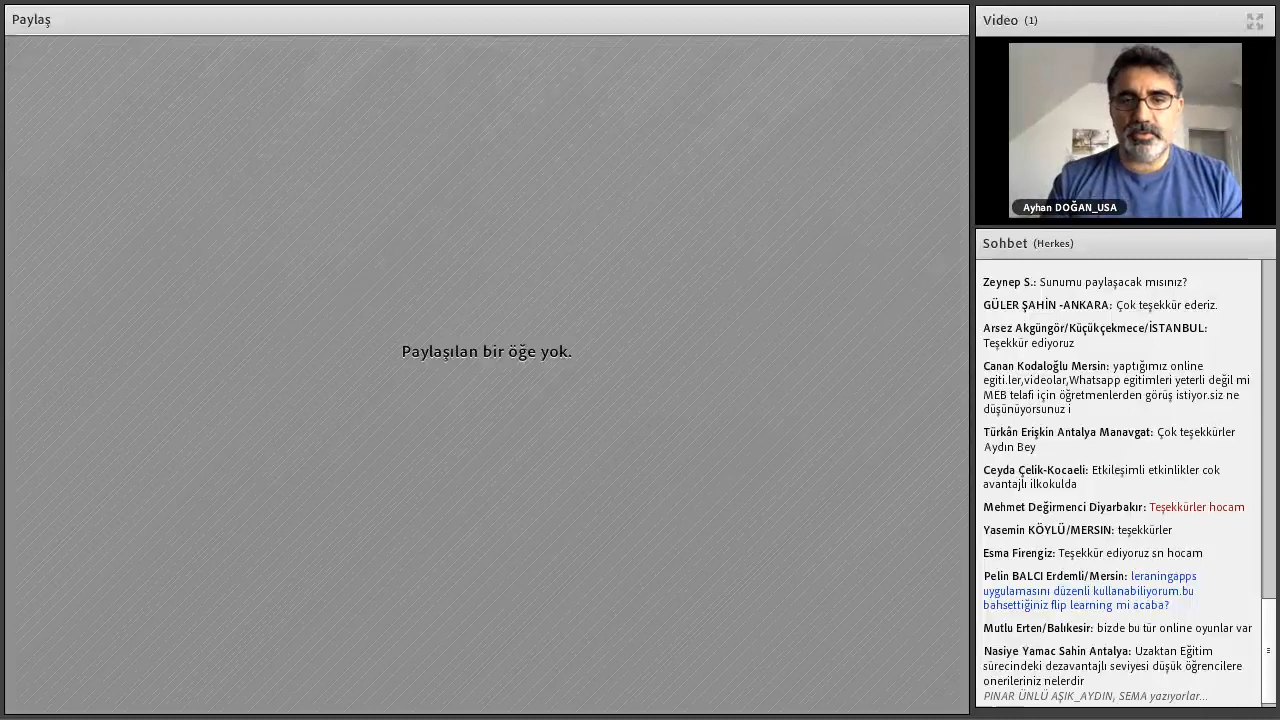 Paylaş
Paylaşılan bir öğe yok.
Video (1)
Ayhan DOĞAN_USA
Sohbet (Herkes)
Zeynep S.: Sunumu paylaşacak mısınız?
GÜLER ŞAHİN -ANKARA: Çok teşekkür ederiz.
Arsez Akgüngör/Küçükçekmece/İSTANBUL:
Teşekkür ediyoruz
Canan Kodaloğlu Mersin: yaptığımız online
egiti.ler,videolar,Whatsapp egitimleri yeterli değil mi
MEB telafi için öğretmenlerden görüş istiyor.siz ne
düşünüyorsunuz i
Türkân Erişkin Antalya Manavgat: Çok teşekkürler
Aydın Bey
Ceyda Çelik-Kocaeli: Etkileşimli etkinlikler cok
avantajlı ilkokulda
Mehmet Değirmenci Diyarbakır: Teşekkürler hocam
Yasemin KÖYLÜ/MERSIN: teşekkürler
Esma Firengiz: Teşekkür ediyoruz sn hocam
Pelin BALCI Erdemli/Mersin: leraningapps
uygulamasını düzenli kullanabiliyorum.bu
bahsettiğiniz flip learning mi acaba?
Mutlu Erten/Balıkesir: bizde bu tür online oyunlar var
Nasiye Yamac Sahin Antalya: Uzaktan Eğitim
sürecindeki dezavantajlı seviyesi düşük öğrencilere
onerileriniz nelerdir
PINAR ÜNLÜ AŞIK_AYDIN, SEMA yazıyorlar...